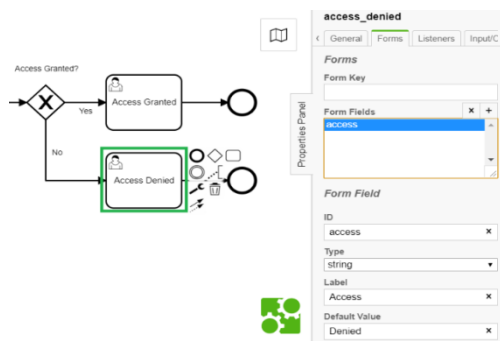 Access Granted?
Access Granted
Yes
No
Access Denied
Properties Panel
access_denied
General
Forms
Listeners
Input/C
Forms
Form Key
Form Fields
x +
access
Form Field
ID
access x
Type
string
Label
Access x
Default Value
Denied x